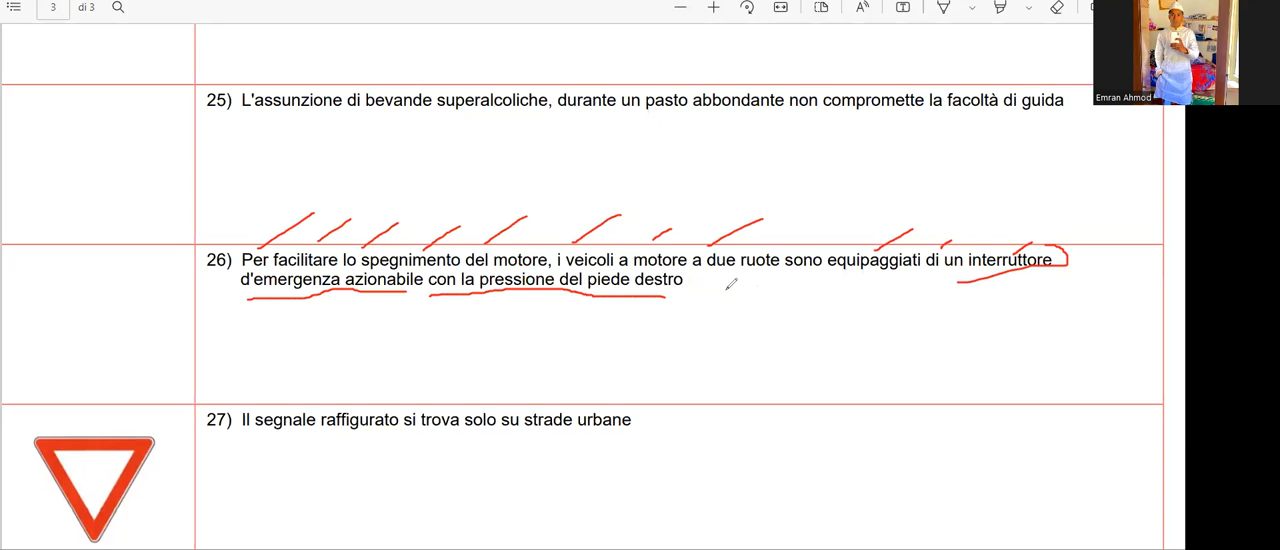 3
di 3
25) L'assunzione di bevande superalcoliche, durante un pasto abbondante non compromette la facoltà di guida
26) Per facilitare lo spegnimento del motore, i veicoli a motore a due ruote sono equipaggiati di un interruttore
d'emergenza azionabile con la pressione del piede destro
27) Il segnale raffigurato si trova solo su strade urbane
Emran Ahmod